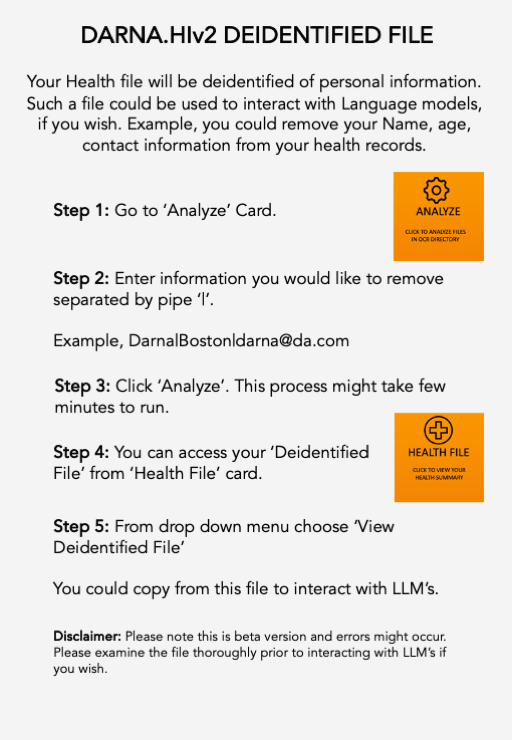 DARNA.HIv2 DEIDENTIFIED FILE
Your Health file will be deidentified of personal information.
Such a file could be used to interact with Language models,
if you wish. Example, you could remove your Name, age,
contact information from your health records.
Step 1: Go to ‘Analyze’ Card.
ANALYZE
CLICK TO ANALYZE FILES
IN OCR DIRECTORY
Step 2: Enter information you would like to remove
separated by pipe ‘l’.
Example, DarnalBostonldarna@da.com
Step 3: Click ‘Analyze’. This process might take few
minutes to run.
Step 4: You can access your ‘Deidentified
File’ from ‘Health File’ card.
HEALTH FILE
CLICK TO VIEW YOUR
HEALTH SUMMARY
Step 5: From drop down menu choose ‘View
Deidentified File’
You could copy from this file to interact with LLM’s.
Disclaimer: Please note this is beta version and errors might occur.
Please examine the file thoroughly prior to interacting with LLM’s if
you wish.